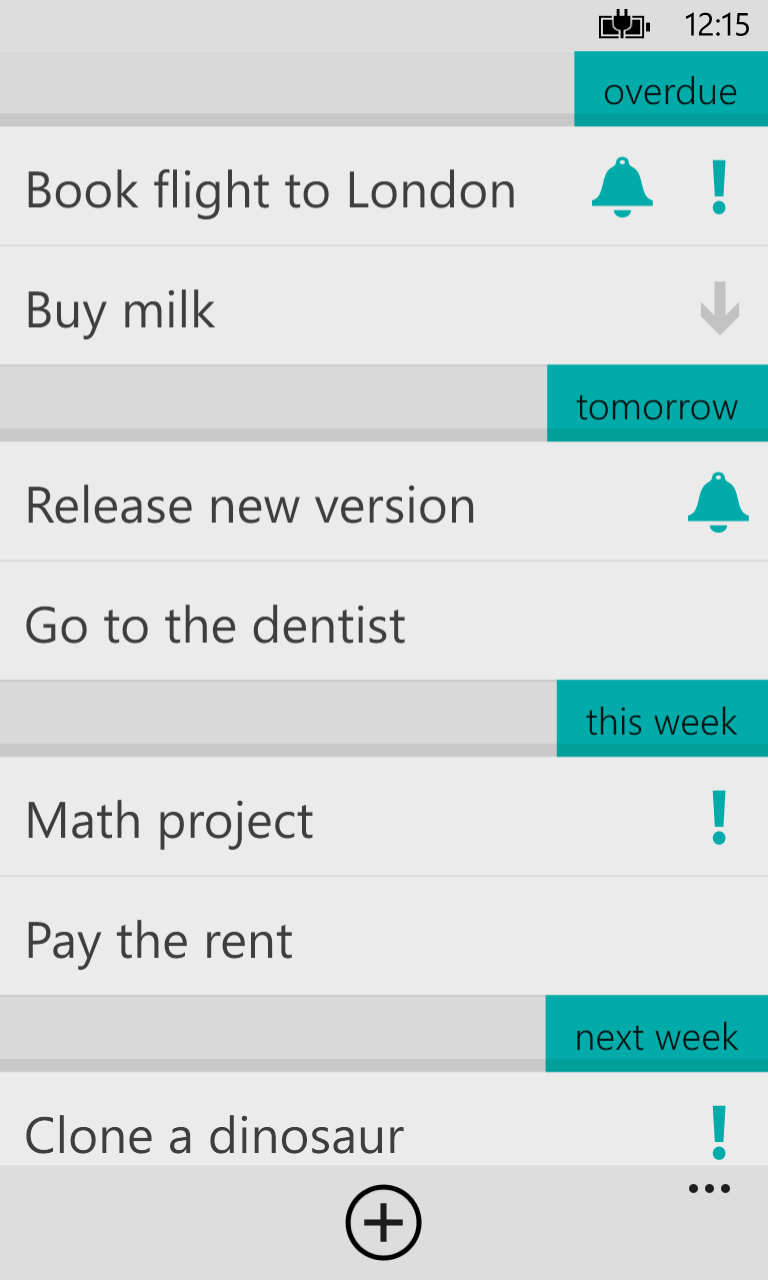 12:15
overdue
Book flight to London
Buy milk
tomorrow
Release new version
Go to the dentist
this week
Math project
Pay the rent
next week
Clone a dinosaur